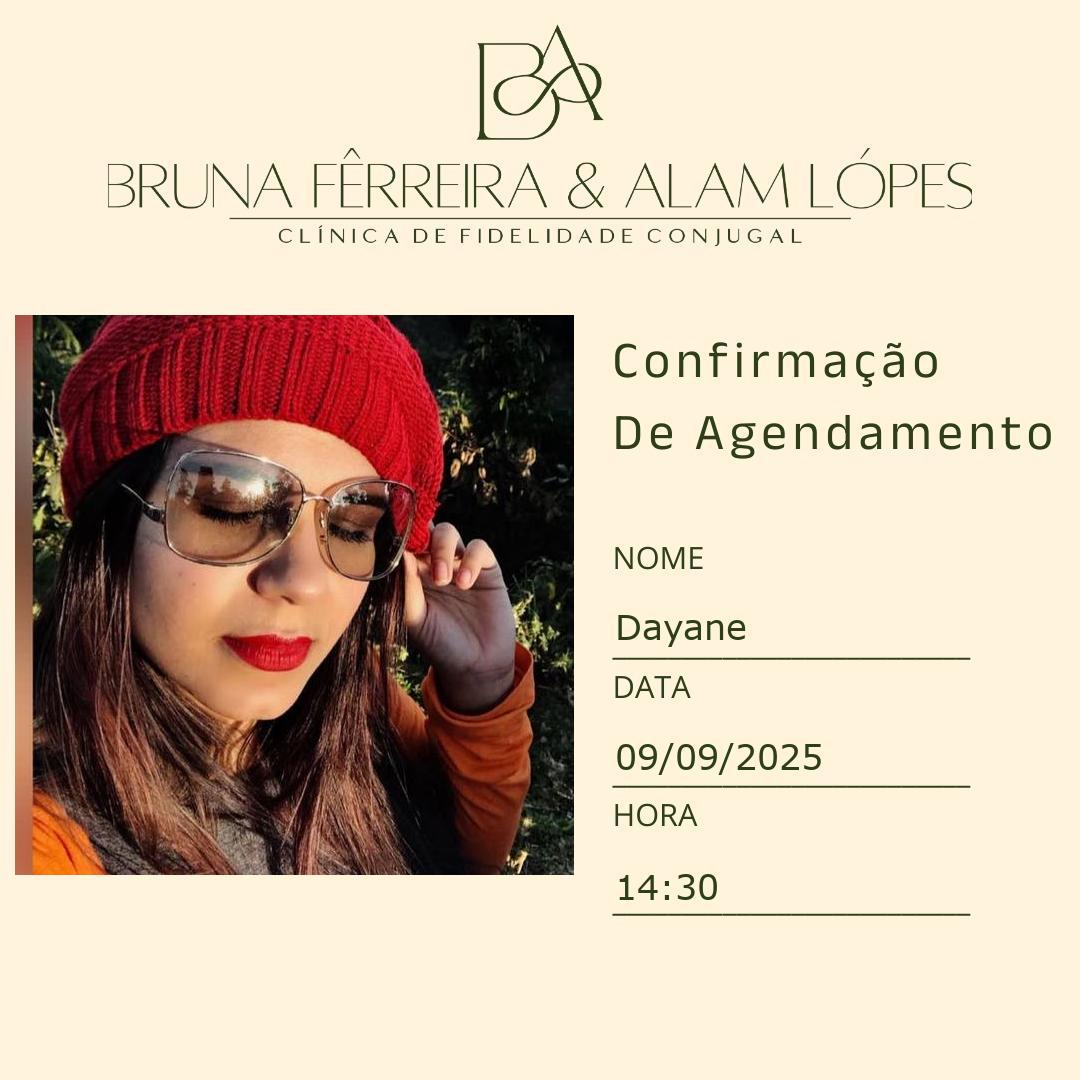 BA
BRUNA FÊRREIRA & ALAM LÓPES
CLÍNICA DE FIDELIDADE CONJUGAL
Confirmação
De Agendamento
NOME
Dayane
DATA
09/09/2025
HORA
14:30